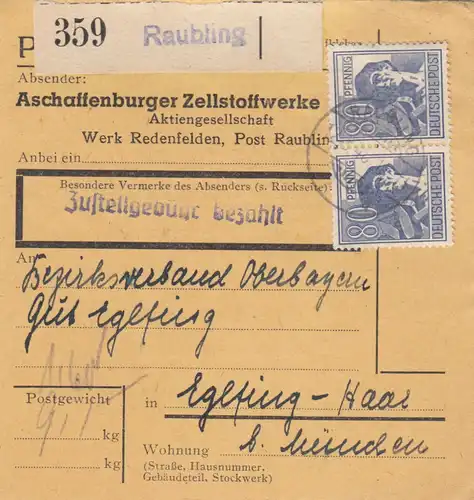 359 Raubling
P
Absender:
Aschaffenburger Zellstoffwerke
Aktiengesellschaft
Werk Redenfelden, Post Raublin
Anbei ein
Besondere Vermerke des Absenders (s. Rückseite):
Zustellgebühr bezahlt
An
Bezirksverband Oberbayern
Gut Eglfing
Postgewicht
kg
kg
in Eglfing-Haar
b. München
Wohnung
(Straße, Hausnummer,
Gebäudeteil, Stockwerk)
80 PFENNIG DEUTSCHE POST
80 PFENNIG DEUTSCHE POST